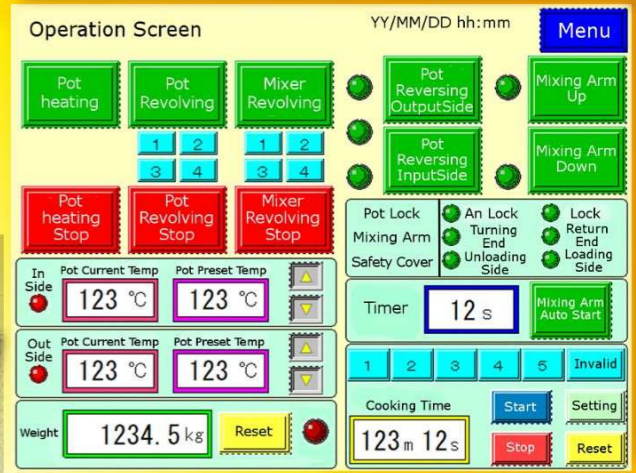 Operation Screen
YY/MM/DD hh:mm
Menu
Pot
heating
Pot
Revolving
Mixer
Revolving
Pot
Reversing
OutputSide
Mixing Arm
Up
1 2
3 4
1 2
3 4
Pot
Reversing
InputSide
Mixing Arm
Down
Pot
heating
Stop
Pot
Revolving
Stop
Mixer
Revolving
Stop
Pot Lock
An Lock
Lock
Mixing Arm
Turning
End
Return
End
Safety Cover
Unloading
Side
Loading
Side
In
Side
Pot Current Temp
Pot Preset Temp
123 °C
123 °C
Timer
12 s
Mixing Arm
Auto Start
Out
Side
Pot Current Temp
Pot Preset Temp
123 °C
123 °C
1 2 3 4 5 Invalid
Cooking Time
123 m 12 s
Start
Setting
Stop
Reset
Weight
1234. 5 kg
Reset